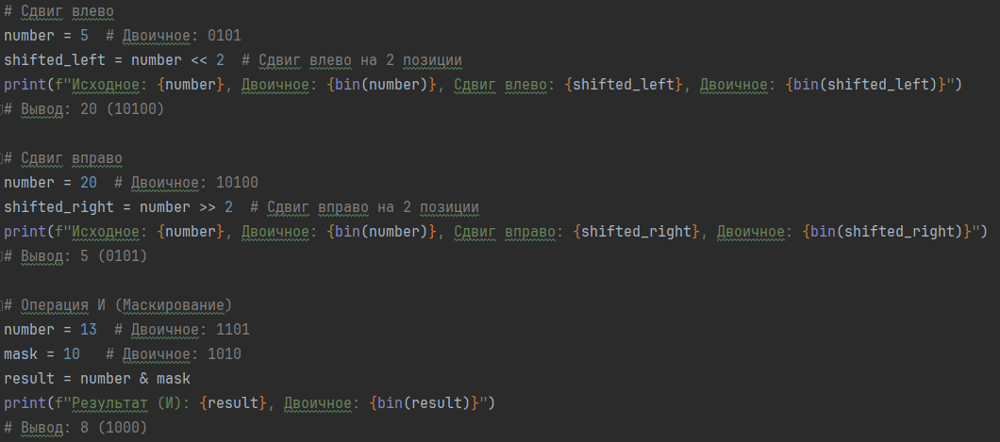 # Сдвиг влево
number = 5  # Двоичное: 0101
shifted_left = number << 2  # Сдвиг влево на 2 позиции
print(f"Исходное: {number}, Двоичное: {bin(number)}, Сдвиг влево: {shifted_left}, Двоичное: {bin(shifted_left)}")
# Вывод: 20 (10100)

# Сдвиг вправо
number = 20  # Двоичное: 10100
shifted_right = number >> 2  # Сдвиг вправо на 2 позиции
print(f"Исходное: {number}, Двоичное: {bin(number)}, Сдвиг вправо: {shifted_right}, Двоичное: {bin(shifted_right)}")
# Вывод: 5 (0101)

# Операция И (Маскирование)
number = 13  # Двоичное: 1101
mask = 10   # Двоичное: 1010
result = number & mask
print(f"Результат (И): {result}, Двоичное: {bin(result)}")
# Вывод: 8 (1000)